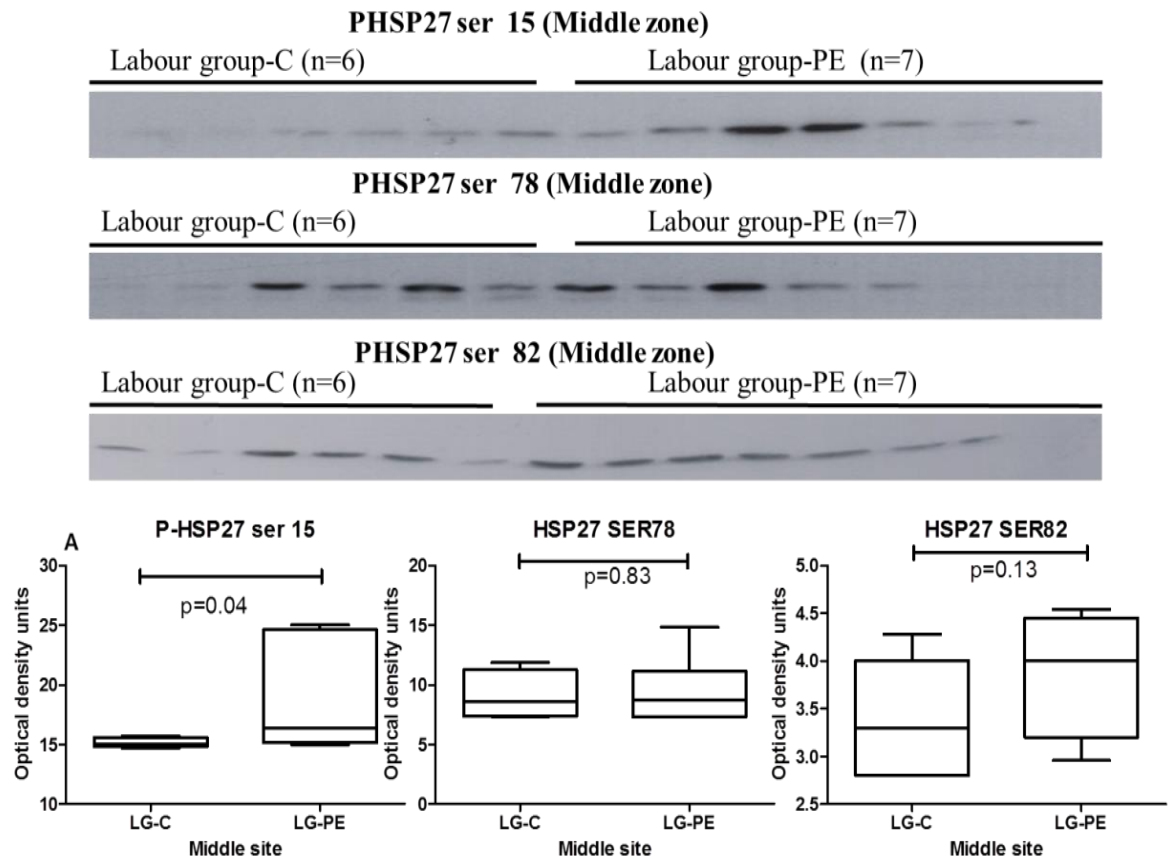 PHSP27 ser 15 (Middle zone)
Labour group-C (n=6) Labour group-PE (n=7)
PHSP27 ser 78 (Middle zone)
Labour group-C (n=6) Labour group-PE (n=7)
PHSP27 ser 82 (Middle zone)
Labour group-C (n=6) Labour group-PE (n=7)
A
P-HSP27 ser 15
30
25
20
15
10
Optical density units
p=0.04
LG-C LG-PE
Middle site
HSP27 SER78
20
15
10
5
0
Optical density units
p=0.83
LG-C LG-PE
Middle site
HSP27 SER82
5.0
4.5
4.0
3.5
3.0
2.5
Optical density units
p=0.13
LG-C LG-PE
Middle site